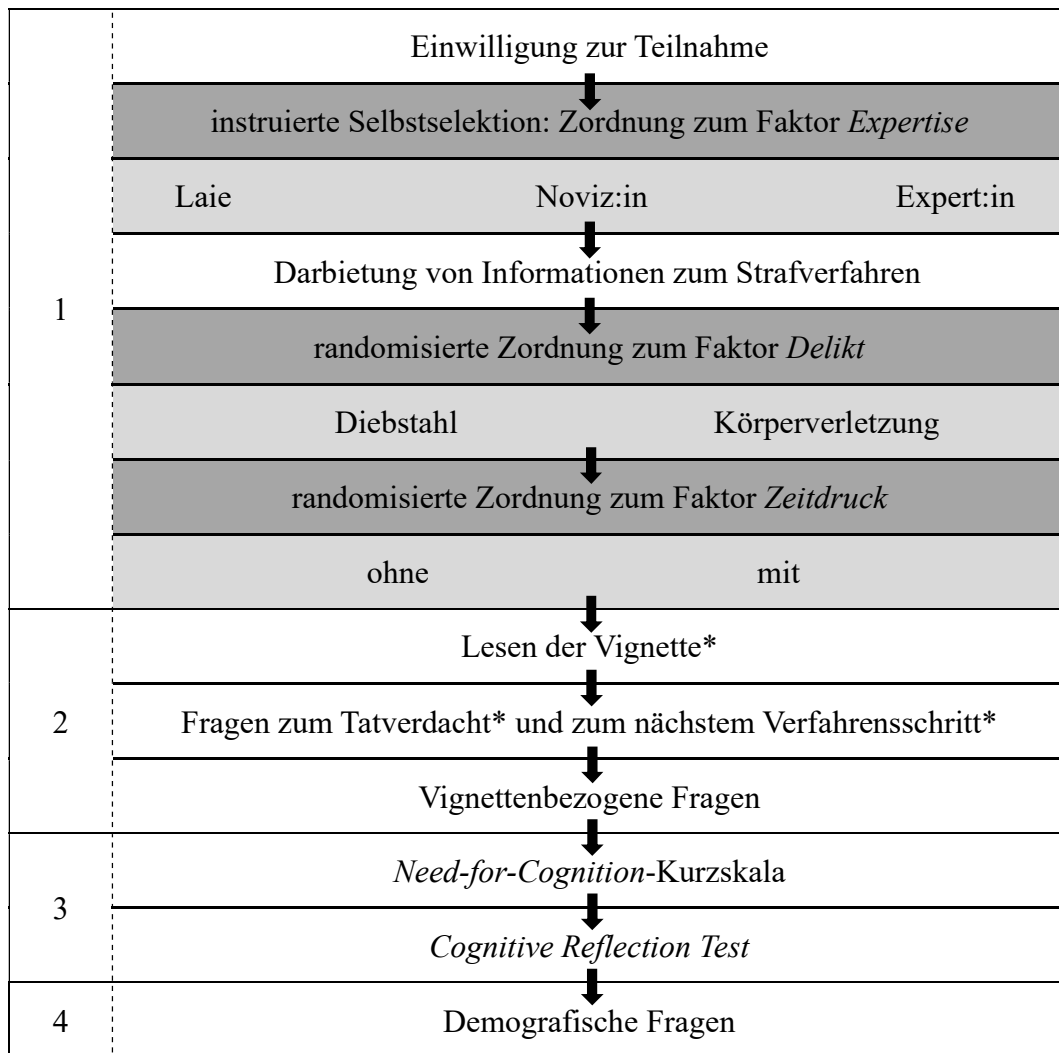 Einwilligung zur Teilnahme
instruierte Selbstselektion: Zordnung zum Faktor Expertise
Laie Noviz:in Expert:in
Darbietung von Informationen zum Strafverfahren
1
randomisierte Zordnung zum Faktor Delikt
Diebstahl Körperverletzung
randomisierte Zordnung zum Faktor Zeitdruck
ohne mit
Lesen der Vignette*
2
Fragen zum Tatverdacht* und zum nächstem Verfahrensschritt*
Vignettenbezogene Fragen
Need-for-Cognition-Kurzskala
3
Cognitive Reflection Test
4
Demografische Fragen